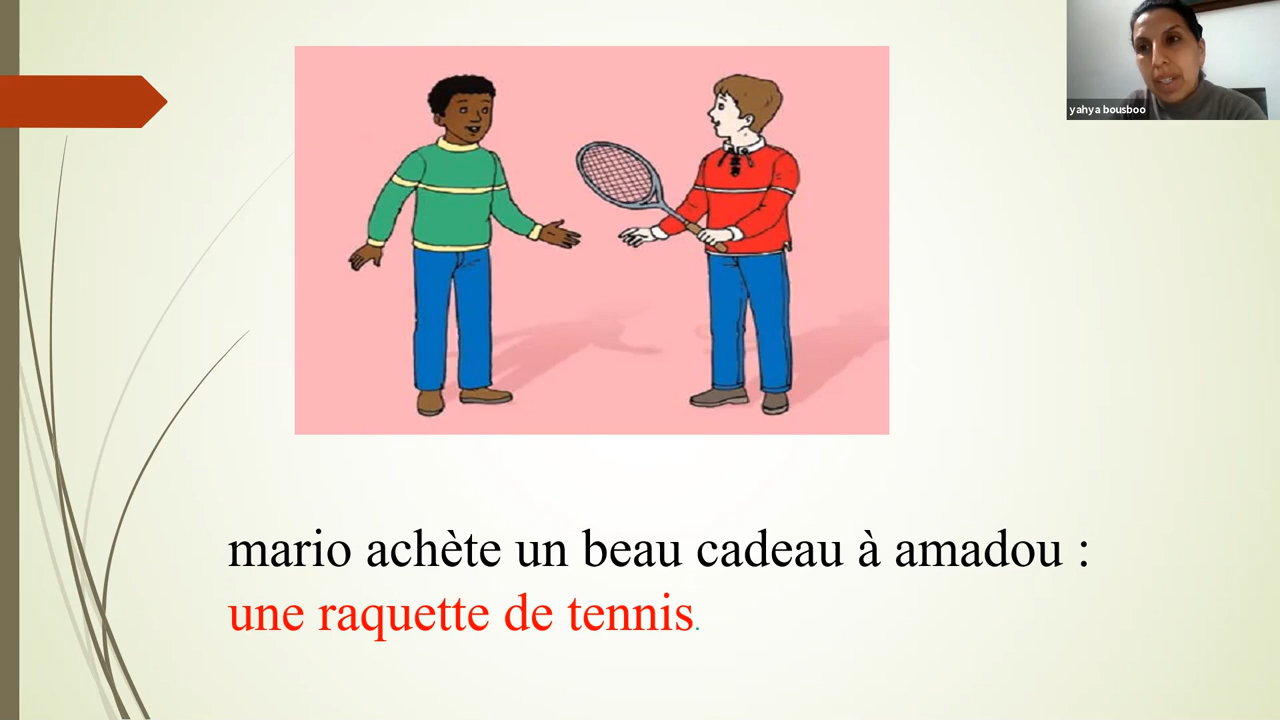 yahya bousboo
mario achète un beau cadeau à amadou :
une raquette de tennis.